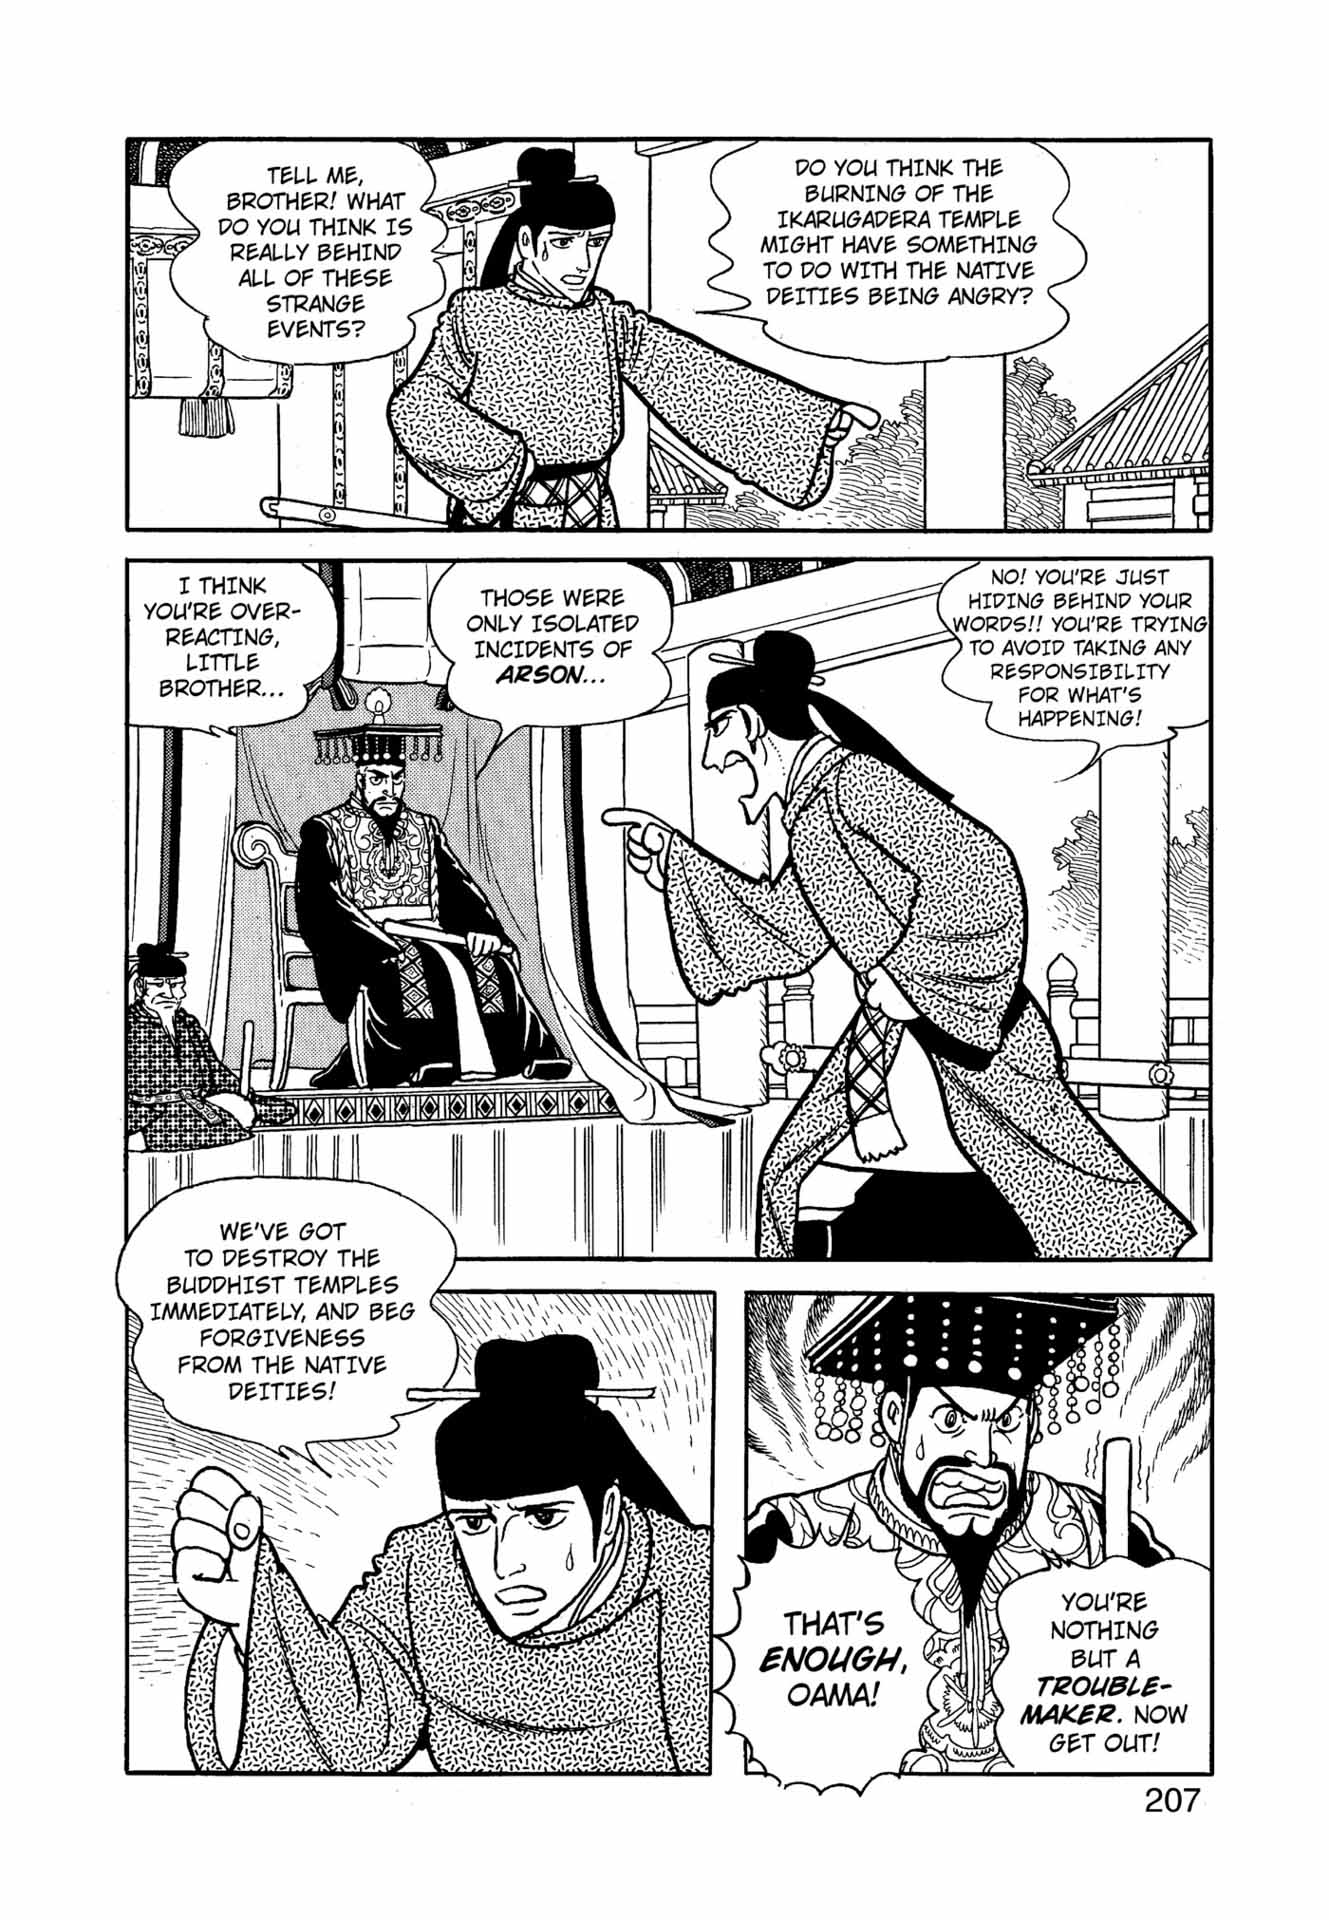 TELL ME,
BROTHER! WHAT
DO YOU THINK IS
REALLY BEHIND
ALL OF THESE
STRANGE
EVENTS?
DO YOU THINK THE
BURNING OF THE
IKARUGADERA TEMPLE
MIGHT HAVE SOMETHING
TO DO WITH THE NATIVE
DEITIES BEING ANGRY?
I THINK
YOU'RE OVER-
REACTING,
LITTLE
BROTHER...
THOSE WERE
ONLY ISOLATED
INCIDENTS OF
ARSON...
NO! YOU'RE JUST
HIDING BEHIND YOUR
WORDS!! YOU'RE TRYING
TO AVOID TAKING ANY
RESPONSIBILITY
FOR WHAT'S
HAPPENING!
WE'VE GOT
TO DESTROY THE
BUDDHIST TEMPLES
IMMEDIATELY, AND BEG
FORGIVENESS
FROM THE NATIVE
DEITIES!
THAT'S
ENOUGH,
OAMA!
YOU'RE
NOTHING
BUT A
TROUBLE-
MAKER. NOW
GET OUT!
207